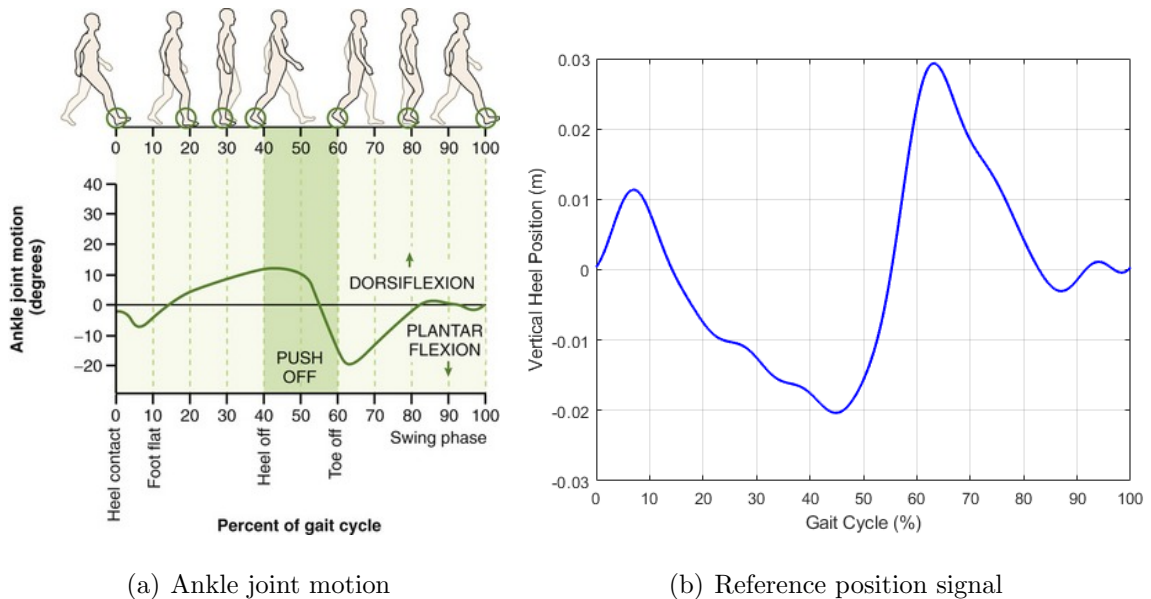 0 10 20 30 40 50 60 70 80 90 100
Ankle joint motion
(degrees)
40
30
20
10
0
−10
−20
DORSIFLEXION
PLANTAR
FLEXION
PUSH
OFF
0 10 20 30 40 50 60 70 80 90 100
Heel contact
Foot flat
Heel off
Toe off
Swing phase
Percent of gait cycle
(a) Ankle joint motion
Vertical Heel Position (m)
0.03
0.02
0.01
0
-0.01
-0.02
-0.03
0 10 20 30 40 50 60 70 80 90 100
Gait Cycle (%)
(b) Reference position signal